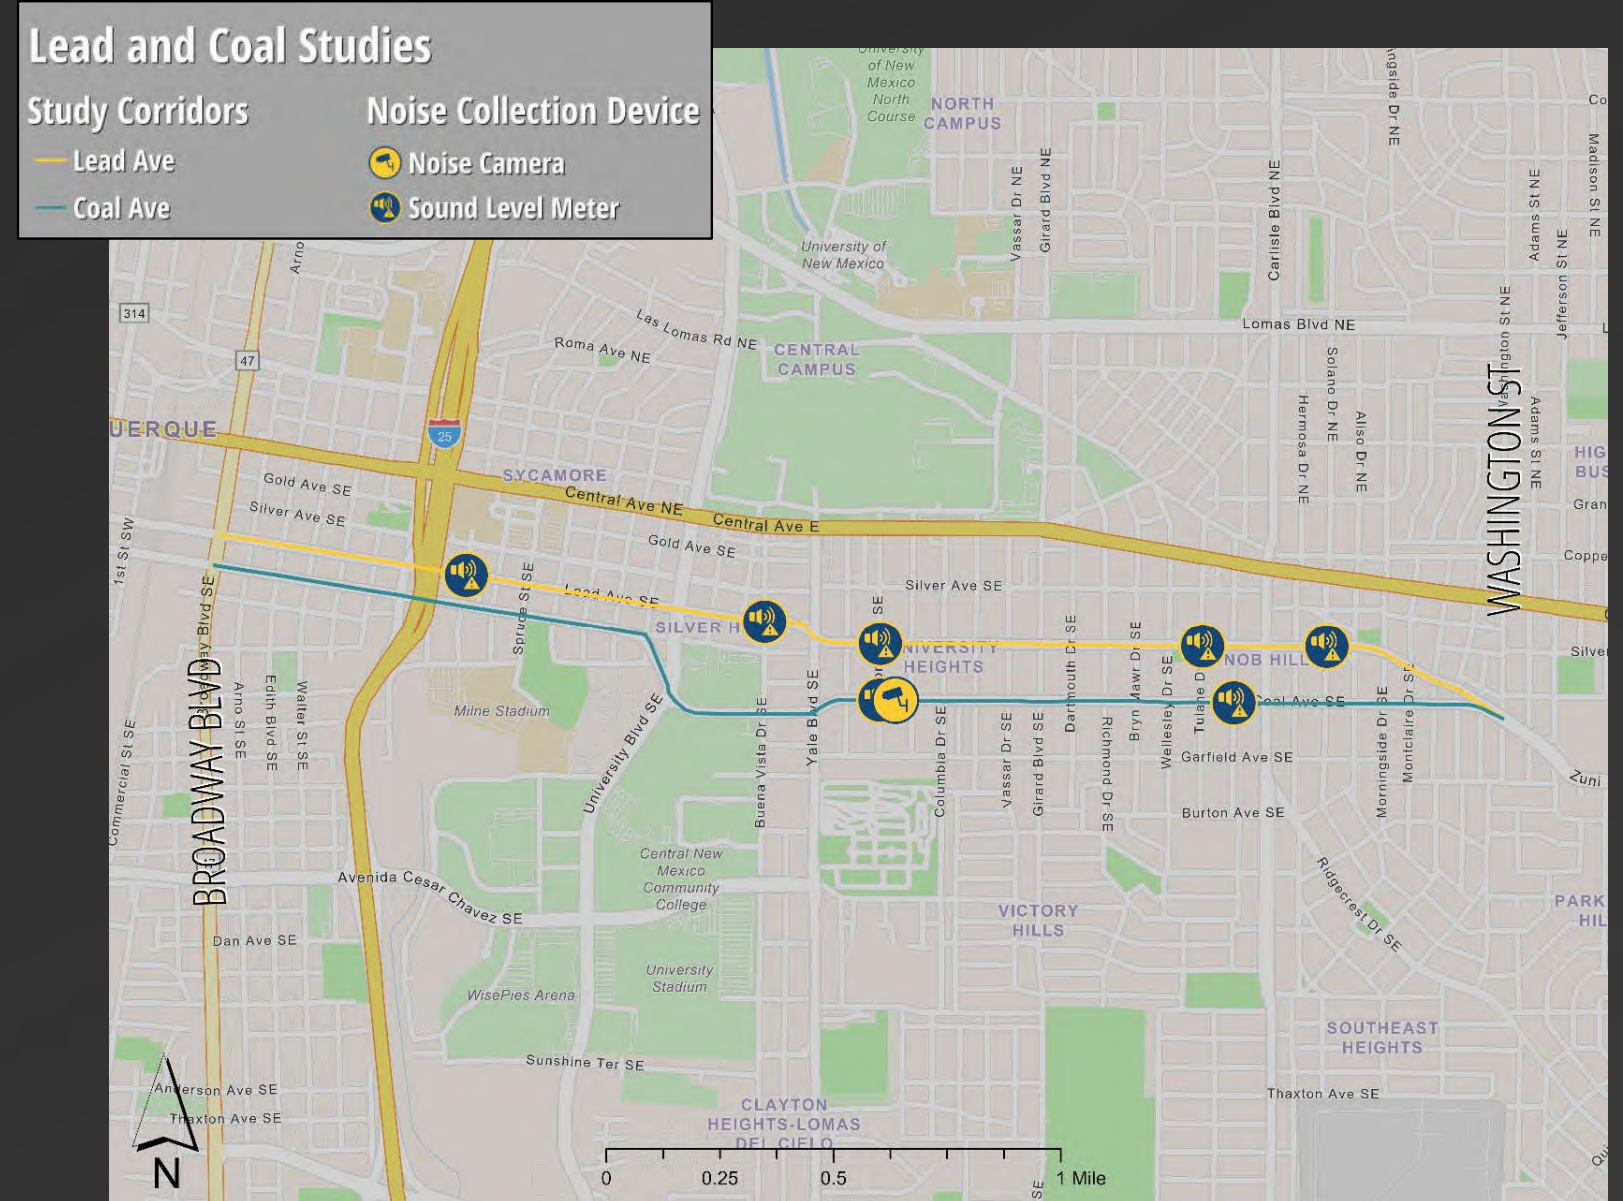 Lead and Coal Studies
Study Corridors
Lead Ave
Coal Ave
Noise Collection Device
Noise Camera
Sound Level Meter
University
of New
Mexico
North
Course
NORTH
CAMPUS
Vassar Dr NE
Girard Blvd NE
Carlisle Blvd NE
Adams St NE
Madison St NE
Jefferson St NE
University of
New Mexico
314
47
25
Las Lomas Rd NE
Roma Ave NE
CENTRAL
CAMPUS
Lomas Blvd NE
Washington St NE
Solano Dr NE
Hermosa Dr NE
Aliso Dr NE
Adams St NE
WASHINGTON ST
UERQUE
SYCAMORE
Gold Ave SE
Silver Ave SE
Central Ave NE
Central Ave E
Gold Ave SE
Silver Ave SE
1st St SW
Broadway Blvd SE
BROADWAY BLVD
Spruce St SE
Lead Ave SE
SILVER H
NIVERSITY
HEIGHTS
NOB HILL
Coal Ave SE
Arno St SE
Edith Blvd SE
Walter St SE
Commercial St SE
Milne Stadium
University Blvd SE
Buena Vista Dr SE
Yale Blvd SE
Columbia Dr SE
Vassar Dr SE
Girard Blvd SE
Dartmouth Dr SE
Richmond Dr SE
Bryn Mawr Dr SE
Wellesley Dr SE
Tulane D
Morningside Dr SE
Montclaire Dr SE
Garfield Ave SE
Burton Ave SE
Zuni
Ridgecrest Dr SE
Central New
Mexico
Community
College
Avenida Cesar Chavez SE
VICTORY
HILLS
PARK
HIL
Dan Ave SE
University
Stadium
WisePies Arena
SOUTHEAST
HEIGHTS
Sunshine Ter SE
Anderson Ave SE
Thaxton Ave SE
Thaxton Ave SE
CLAYTON
HEIGHTS-LOMAS
DEL CIELO
N
0 0.25 0.5 1 Mile